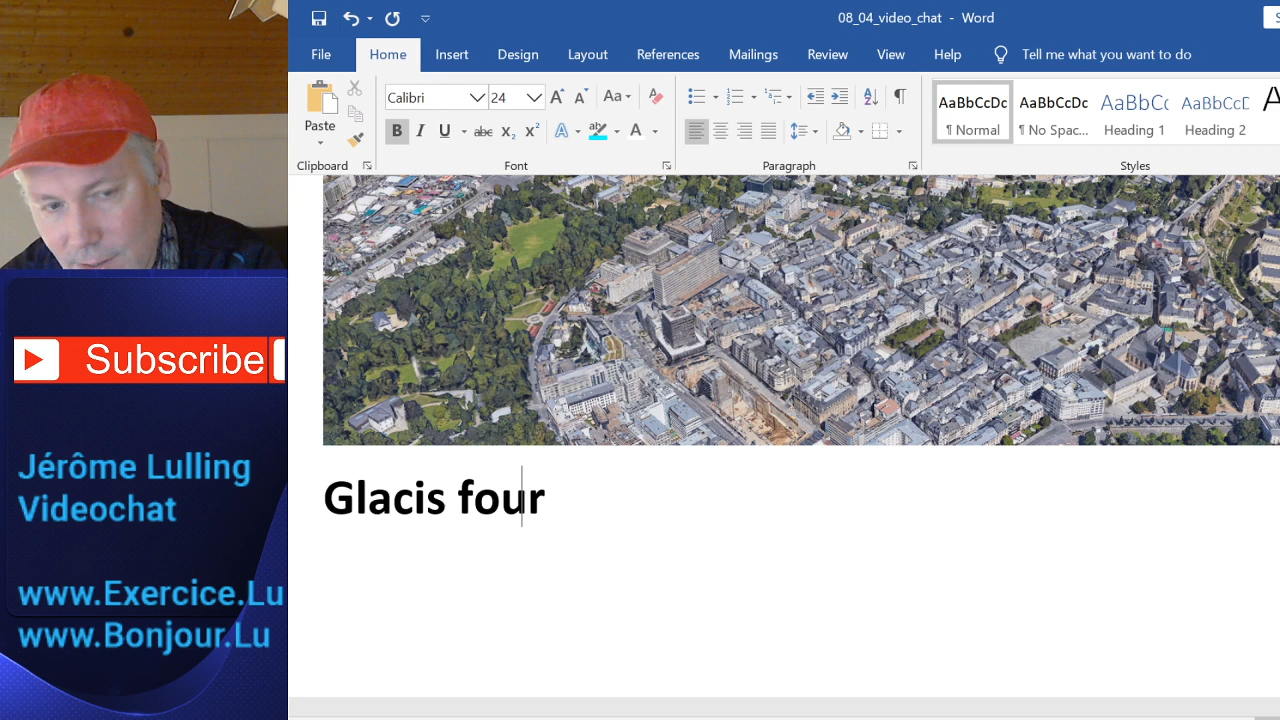 08_04_video_chat - Word
File Home Insert Design Layout References Mailings Review View Help Tell me what you want to do
Paste
Calibri 24 Aa
B I U abc x₂ x² A A
Clipboard Font Paragraph Styles
AaBbCcDc AaBbCcDc AaBbCc AaBbCcD
¶ Normal ¶ No Spac... Heading 1 Heading 2
Subscribe
Jérôme Lulling
Videochat
www.Exercice.Lu
www.Bonjour.Lu
Glacis four